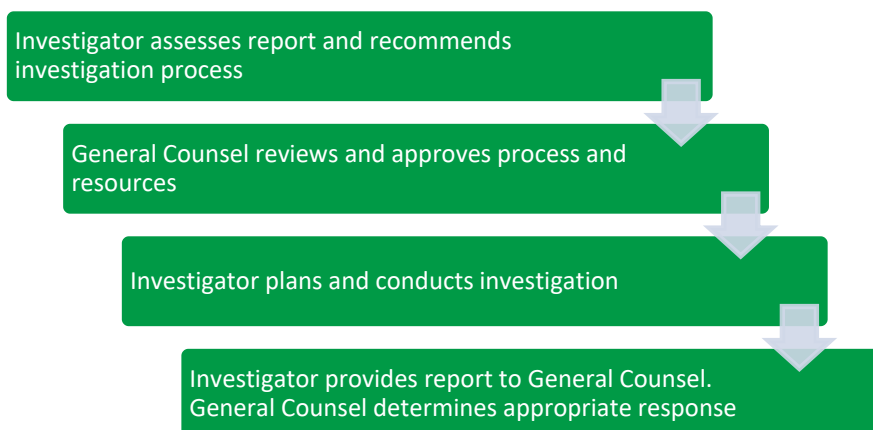 Investigator assesses report and recommends
investigation process
General Counsel reviews and approves process and
resources
Investigator plans and conducts investigation
Investigator provides report to General Counsel.
General Counsel determines appropriate response